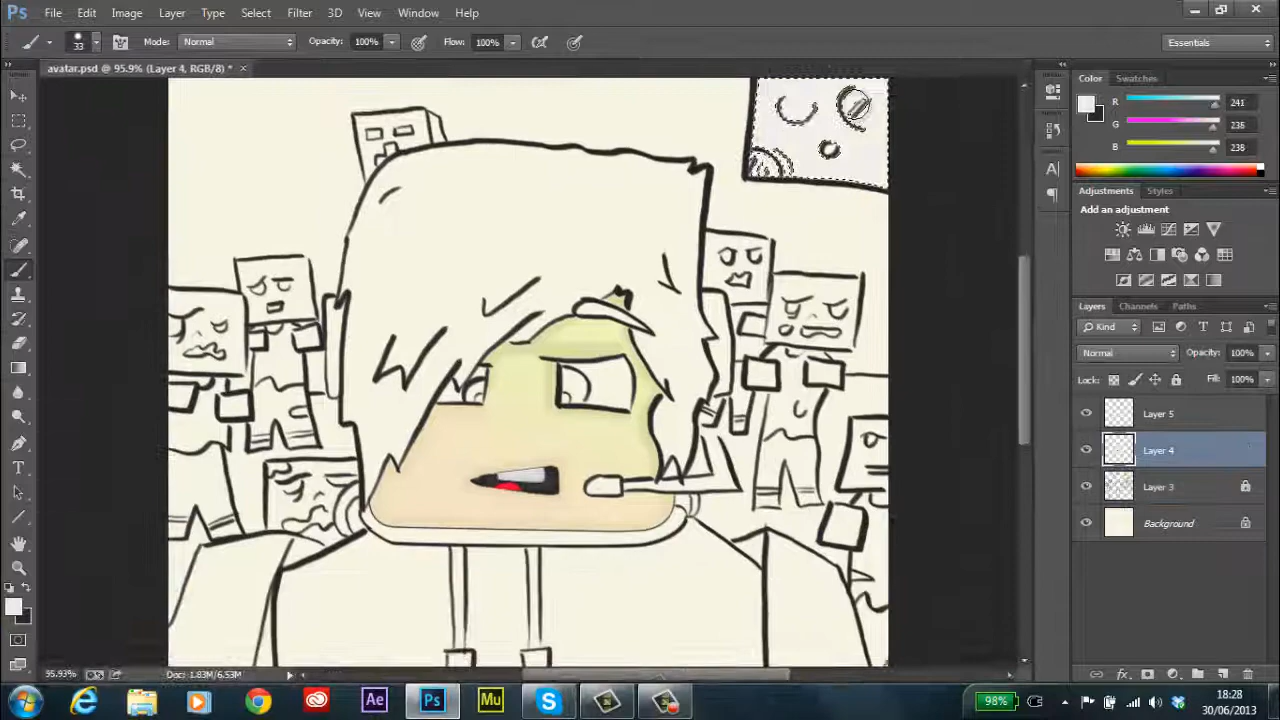 Ps File Edit Image Layer Type Select Filter 3D View Window Help
33 Mode: Normal Opacity: 100% Flow: 100% Essentials
avatar.psd @ 95.9% (Layer 4, RGB/8) * ×
Color Swatches
R 241
G 236
B 238
Adjustments Styles
Add an adjustment
Layers Channels Paths
Kind
Normal Opacity: 100%
Lock: Fill: 100%
Layer 5
Layer 4
Layer 3
Background
95.93% Doc: 1.83M/6.53M
Ae Ps Mu 98% 18:28
30/06/2013